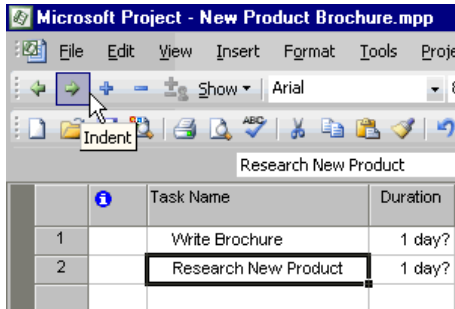 Microsoft Project - New Product Brochure.mpp
File Edit View Insert Format Tools
Show Arial
ABC
Indent
Research New Product
Task Name Duration
1 Write Brochure 1 day?
2 Research New Product 1 day?